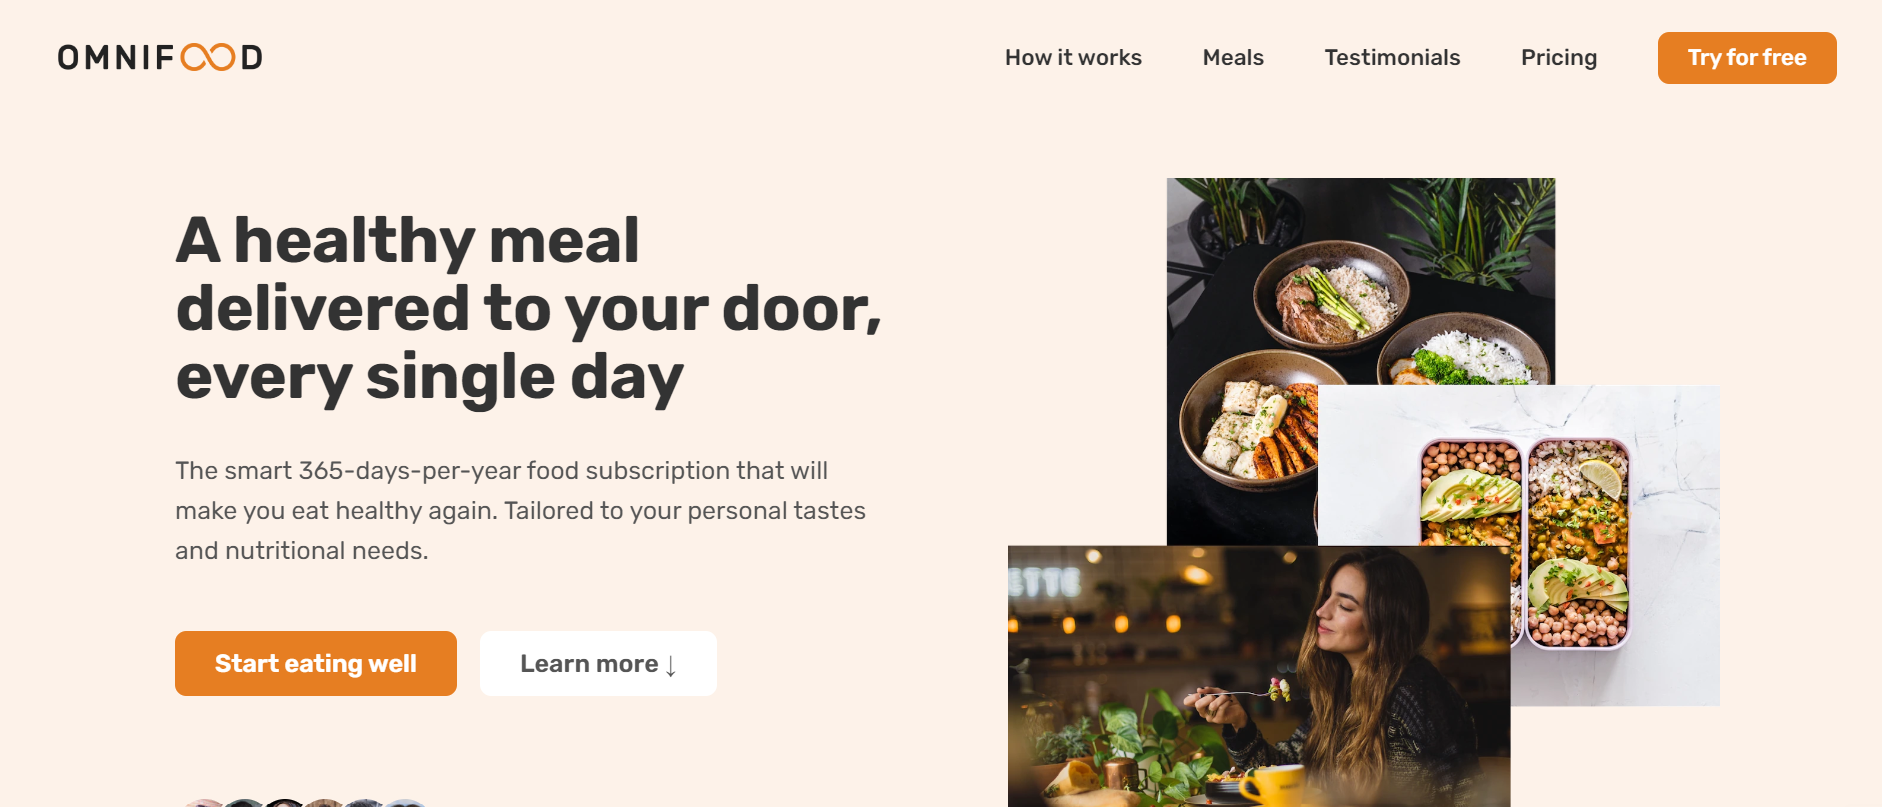 OMNIFOOD
How it works
Meals
Testimonials
Pricing
Try for free
A healthy meal
delivered to your door,
every single day
The smart 365-days-per-year food subscription that will
make you eat healthy again. Tailored to your personal tastes
and nutritional needs.
Start eating well
Learn more ↓
ETTE